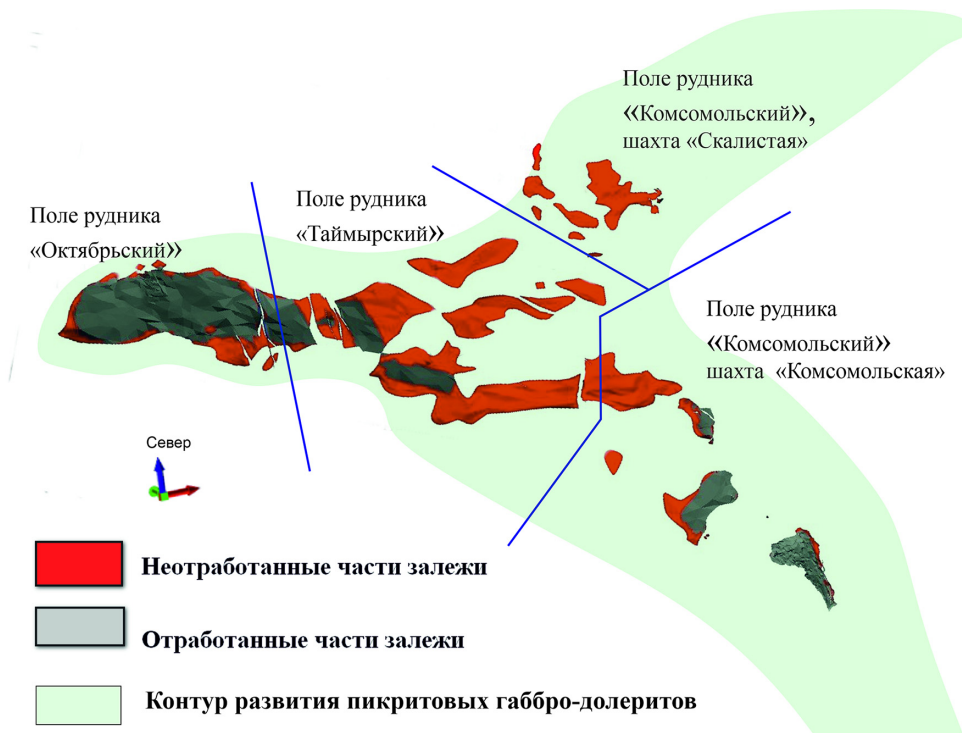 Поле рудника
«Комсомольский»,
шахта «Скалистая»
Поле рудника
«Таймырский»
Поле рудника
«Октябрьский»
Поле рудника
«Комсомольский»
шахта «Комсомольская»
Север
Неотработанные части залежи
Отработанные части залежи
Контур развития пикритовых габбро-долеритов